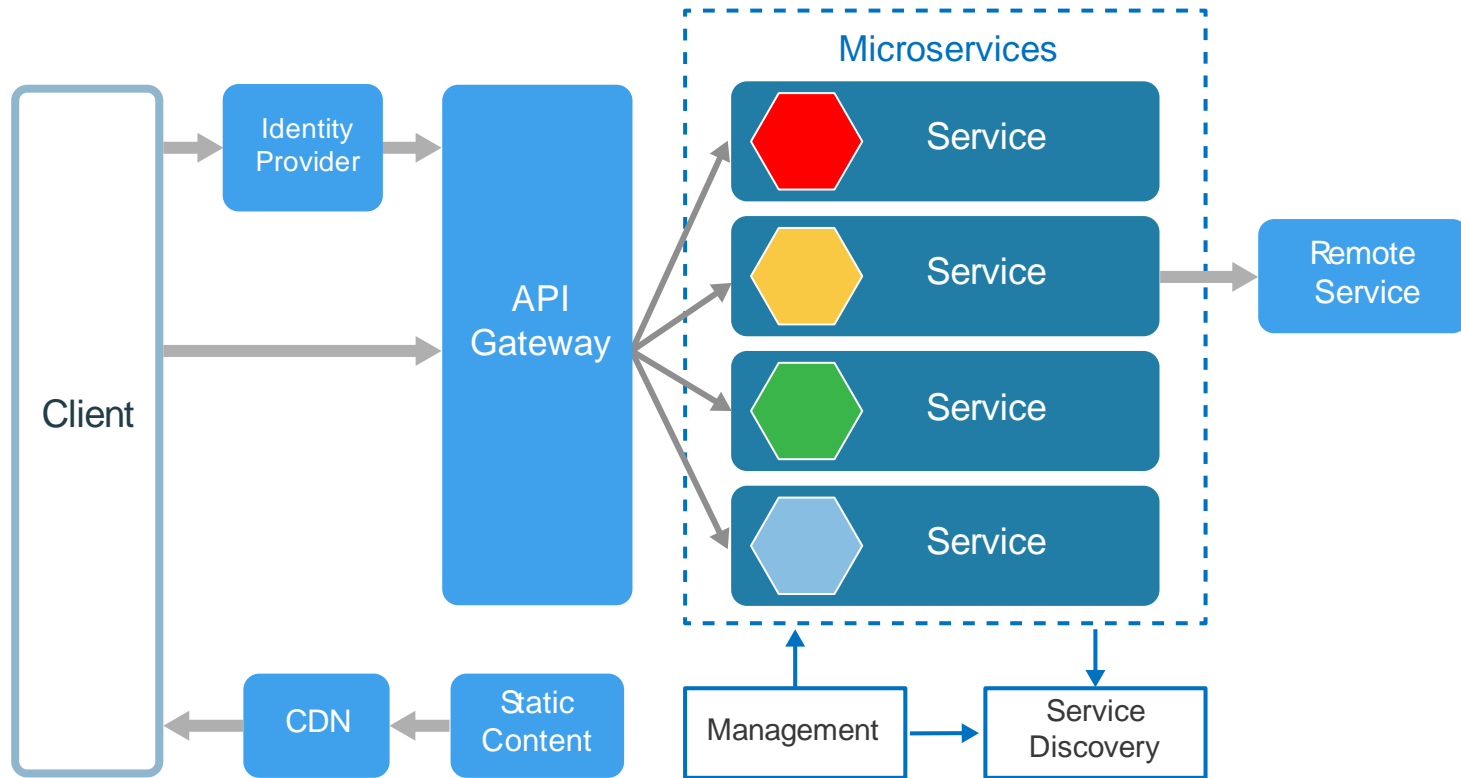 Microservices
Identity
Provider
Service
Service
Remote
Service
API
Gateway
Client
Service
Service
CDN
Static
Content
Management
Service
Discovery